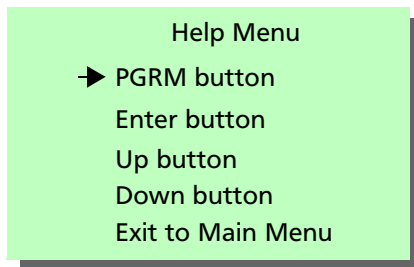 Help Menu
PGRM button
Enter button
Up button
Down button
Exit to Main Menu